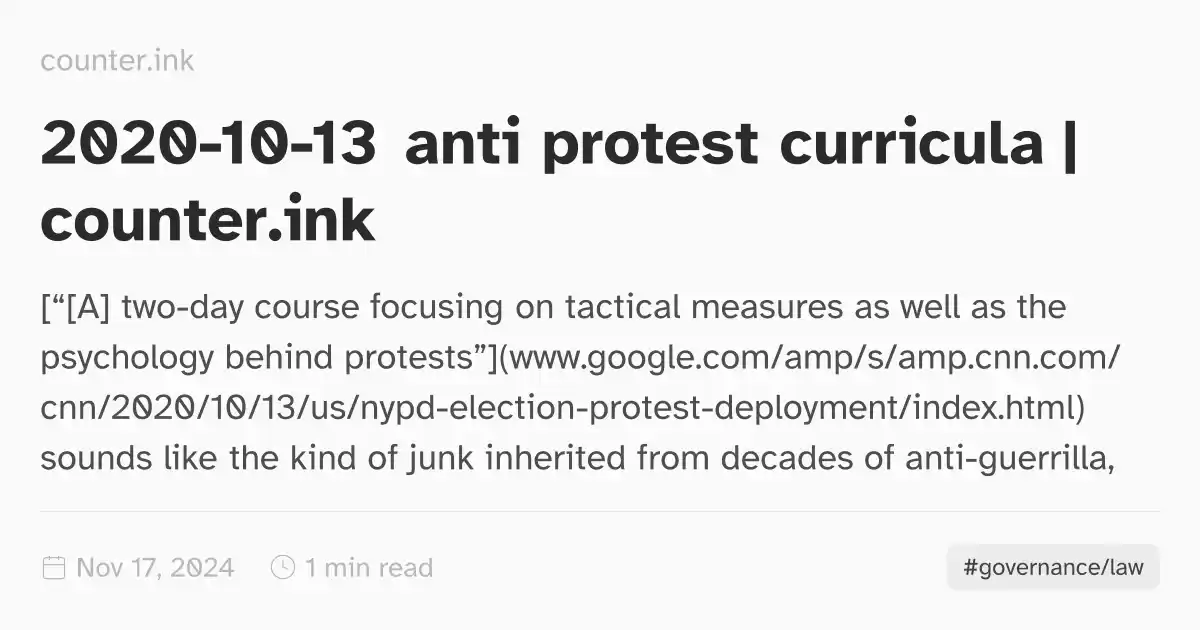 counter.ink
2020-10-13 anti protest curricula |
counter.ink
[“[A] two-day course focusing on tactical measures as well as the
psychology behind protests”](www.google.com/amp/s/amp.cnn.com/
cnn/2020/10/13/us/nypd-election-protest-deployment/index.html)
sounds like the kind of junk inherited from decades of anti-guerrilla,
Nov 17, 2024
1 min read
#governance/law